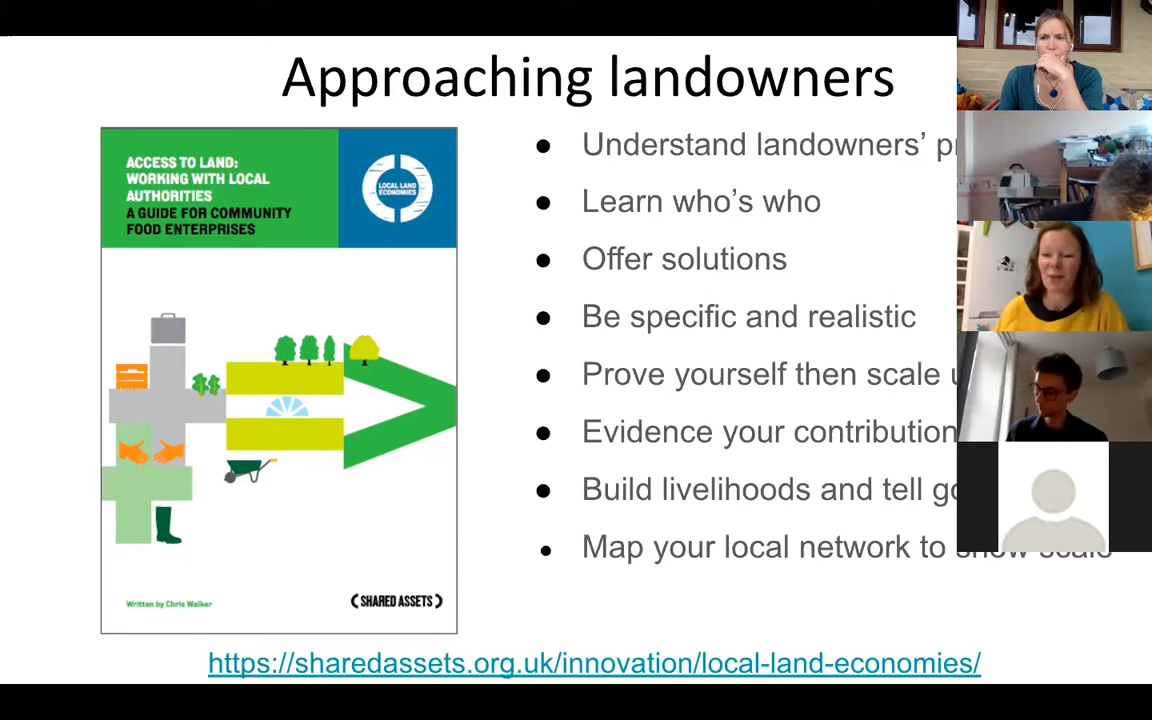 Approaching landowners
ACCESS TO LAND:
WORKING WITH LOCAL
AUTHORITIES
A GUIDE FOR COMMUNITY
FOOD ENTERPRISES
LOCAL LAND
ECONOMIES
Written by Chris Walker
(SHARED ASSETS)
● Understand landowners’
● Learn who’s who
● Offer solutions
● Be specific and realistic
● Prove yourself then scale
● Evidence your contribution
● Build livelihoods and tell
● Map your local network to show scale
https://sharedassets.org.uk/innovation/local-land-economies/